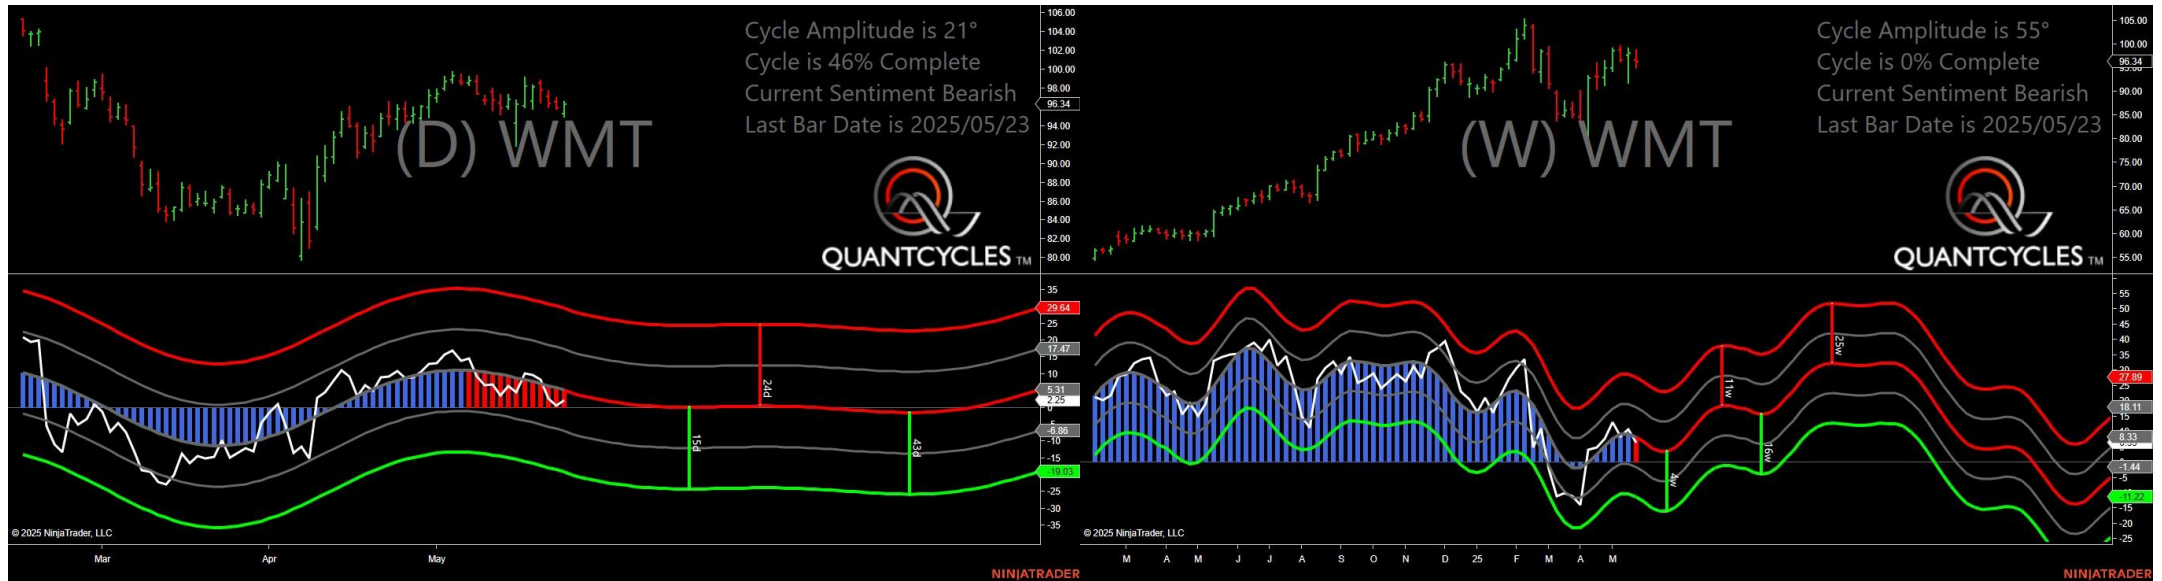 106.00
104.00
102.00
100.00
98.00
96.34
94.00
92.00
90.00
88.00
86.00
84.00
82.00
80.00
Cycle Amplitude is 21°
Cycle is 46% Complete
Current Sentiment Bearish
Last Bar Date is 2025/05/23
(D) WMT
QUANTCYCLES TM
35
29.64
25
20
17.47
15
10
5.31
2.25
0
-5
-6.86
-10
-15
-19.03
-25
-30
-35
24d
15d
43d
© 2025 NinjaTrader, LLC
Mar
Apr
May
NINJATRADER
105.00
100.00
96.34
95.00
90.00
85.00
80.00
75.00
70.00
65.00
60.00
55.00
Cycle Amplitude is 55°
Cycle is 0% Complete
Current Sentiment Bearish
Last Bar Date is 2025/05/23
(W) WMT
QUANTCYCLES TM
55
50
45
40
35
30
27.89
18.11
15
8.33
-1.44
-5
-11.22
-15
-20
-25
11w
25w
4w
16w
© 2025 NinjaTrader, LLC
M A M J J A S O N D 25 F M A M
NINJATRADER